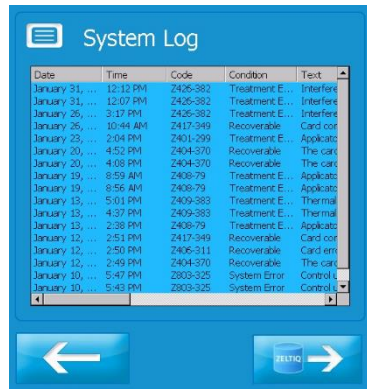 System Log
Date Time Code Condition Text
January 31, ... 12:12 PM Z426-382 Treatment E... Interfere
January 31, ... 12:07 PM Z426-382 Treatment E... Interfere
January 26, ... 3:17 PM Z426-382 Treatment E... Interfere
January 26, ... 10:44 AM Z417-349 Recoverable Card con
January 23, ... 2:04 PM Z401-299 Treatment E... Applicato
January 20, ... 4:52 PM Z404-370 Recoverable The card
January 20, ... 4:08 PM Z404-370 Recoverable The card
January 19, ... 8:59 AM Z408-79 Treatment E... Applicato
January 19, ... 8:56 AM Z408-79 Treatment E... Applicato
January 13, ... 5:01 PM Z409-383 Treatment E... Thermal
January 13, ... 4:37 PM Z409-383 Treatment E... Thermal
January 13, ... 2:38 PM Z408-79 Treatment E... Applicato
January 12, ... 2:51 PM Z417-349 Recoverable Card con
January 12, ... 2:50 PM Z406-311 Recoverable Card erro
January 12, ... 2:49 PM Z404-370 Recoverable The card
January 10, ... 5:47 PM Z803-325 System Error Control u
January 10, ... 5:43 PM Z803-325 System Error Control u
ZELTIQ